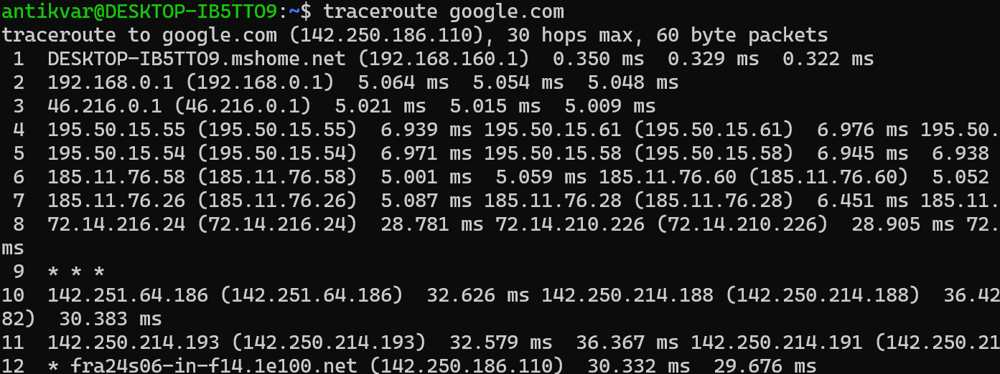 antikvar@DESKTOP-IB5TTO9:~$ traceroute google.com
traceroute to google.com (142.250.186.110), 30 hops max, 60 byte packets
 1  DESKTOP-IB5TTO9.mshome.net (192.168.160.1)  0.350 ms  0.329 ms  0.322 ms
 2  192.168.0.1 (192.168.0.1)  5.064 ms  5.054 ms  5.048 ms
 3  46.216.0.1 (46.216.0.1)  5.021 ms  5.015 ms  5.009 ms
 4  195.50.15.55 (195.50.15.55)  6.939 ms 195.50.15.61 (195.50.15.61)  6.976 ms 195.50.
 5  195.50.15.54 (195.50.15.54)  6.971 ms 195.50.15.58 (195.50.15.58)  6.945 ms  6.938
 6  185.11.76.58 (185.11.76.58)  5.001 ms  5.059 ms 185.11.76.60 (185.11.76.60)  5.052
 7  185.11.76.26 (185.11.76.26)  5.087 ms 185.11.76.28 (185.11.76.28)  6.451 ms 185.11.
 8  72.14.216.24 (72.14.216.24)  28.781 ms 72.14.210.226 (72.14.210.226)  28.905 ms 72.
ms
 9  * * *
10  142.251.64.186 (142.251.64.186)  32.626 ms 142.250.214.188 (142.250.214.188)  36.42
82)  30.383 ms
11  142.250.214.193 (142.250.214.193)  32.579 ms  36.367 ms 142.250.214.191 (142.250.21
12  * fra24s06-in-f14.1e100.net (142.250.186.110)  30.332 ms  29.676 ms